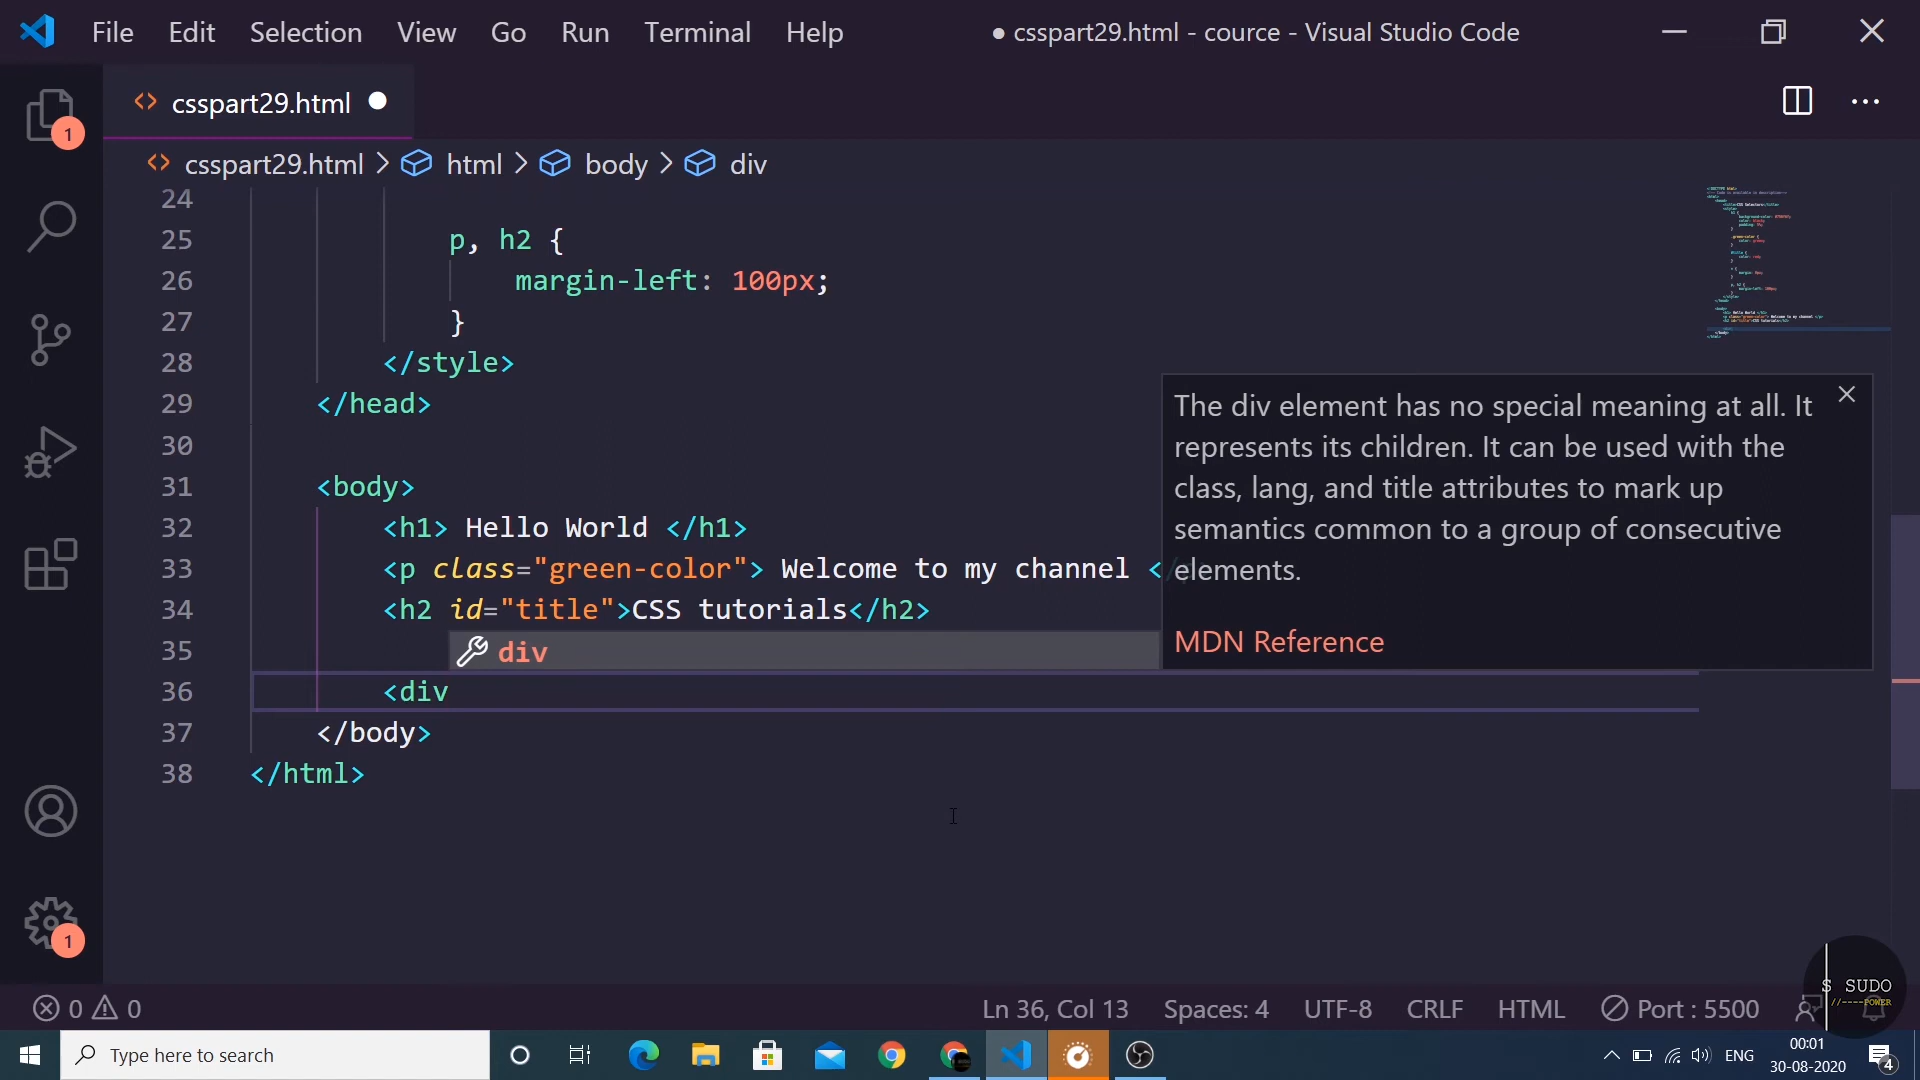 File Edit Selection View Go Run Terminal Help
● csspart29.html - cource - Visual Studio Code
<> csspart29.html ●
1
<> csspart29.html > html > body > div
24
25 p, h2 {
26 margin-left: 100px;
27 }
28 </style>
29 </head>
30
31 <body>
32 <h1> Hello World </h1>
33 <p class="green-color"> Welcome to my channel </
34 <h2 id="title">CSS tutorials</h2>
35 div
36 <div
37 </body>
38 </html>
The div element has no special meaning at all. It
represents its children. It can be used with the
class, lang, and title attributes to mark up
semantics common to a group of consecutive
elements.
MDN Reference
1
S SUDO
//----POWER
0 0
Ln 36, Col 13 Spaces: 4 UTF-8 CRLF HTML Port : 5500
Type here to search
ENG
00:01
30-08-2020
4